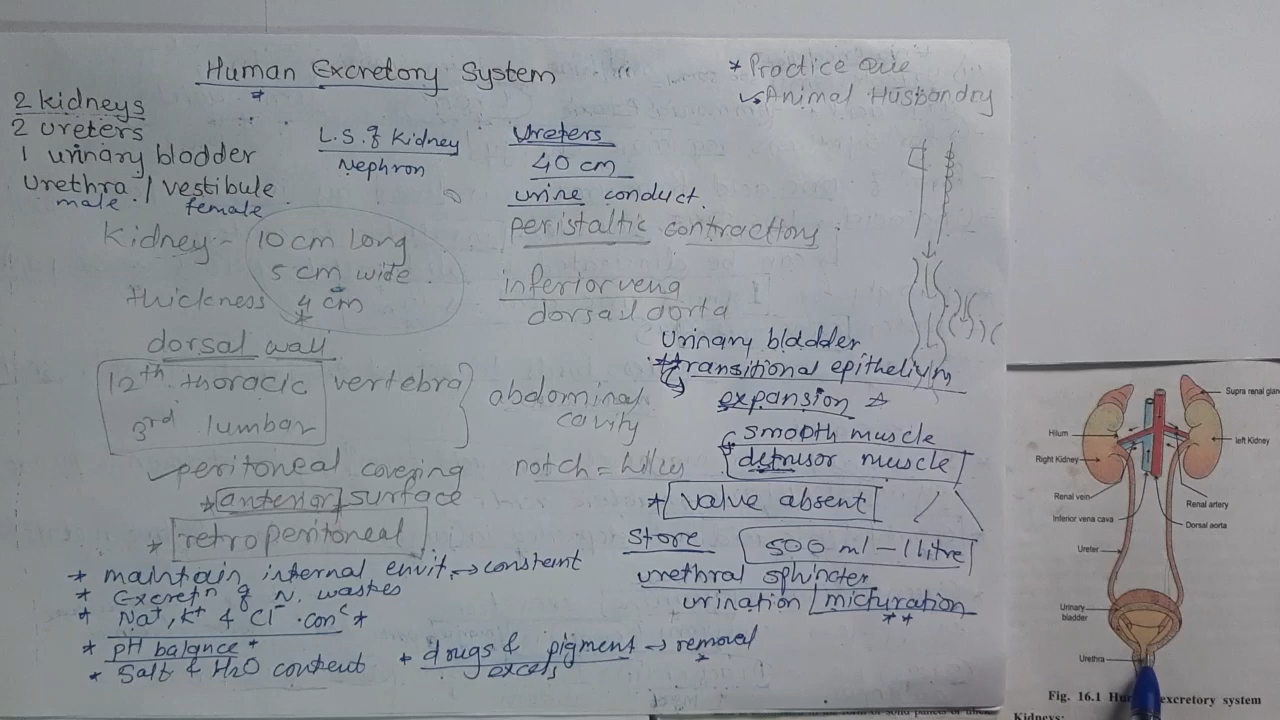 Human Excretory System
* Practice Que
Animal Husbandry
2 kidneys
2 ureters
1 urinary bladder
Urethra / vestibule
male female
L.S. of Kidney
Nephron
Ureters
40 cm
urine conduct.
peristaltic contractions
Kidney - 10 cm long
5 cm wide
thickness 4 cm
*
inferior vena
dorsal aorta
dorsal wall
12th thoracic vertebra
3rd lumbar
abdominal
cavity
peritoneal covering
* anterior surface
* retroperitoneal
notch = hilus
Urinary bladder
* transitional epithelium
expansion
smooth muscle
detrusor muscle
* valve absent
Store 500 ml - 1 litre
urethral sphincter
urination / micturation
**
* maintain internal envit. → constant
* Excretn of N. wastes
* Na+, K+ & Cl- conc *
* pH balance *
* Salt & H2O content
* drugs & pigment → removal
excess
Supra renal glan
Hilum
left Kidney
Right Kidney
Renal vein
Renal artery
Inferior vena cava
Dorsal aorta
Ureter
Urinary
bladder
Urethra
Fig. 16.1 excretory system
Kidneys: